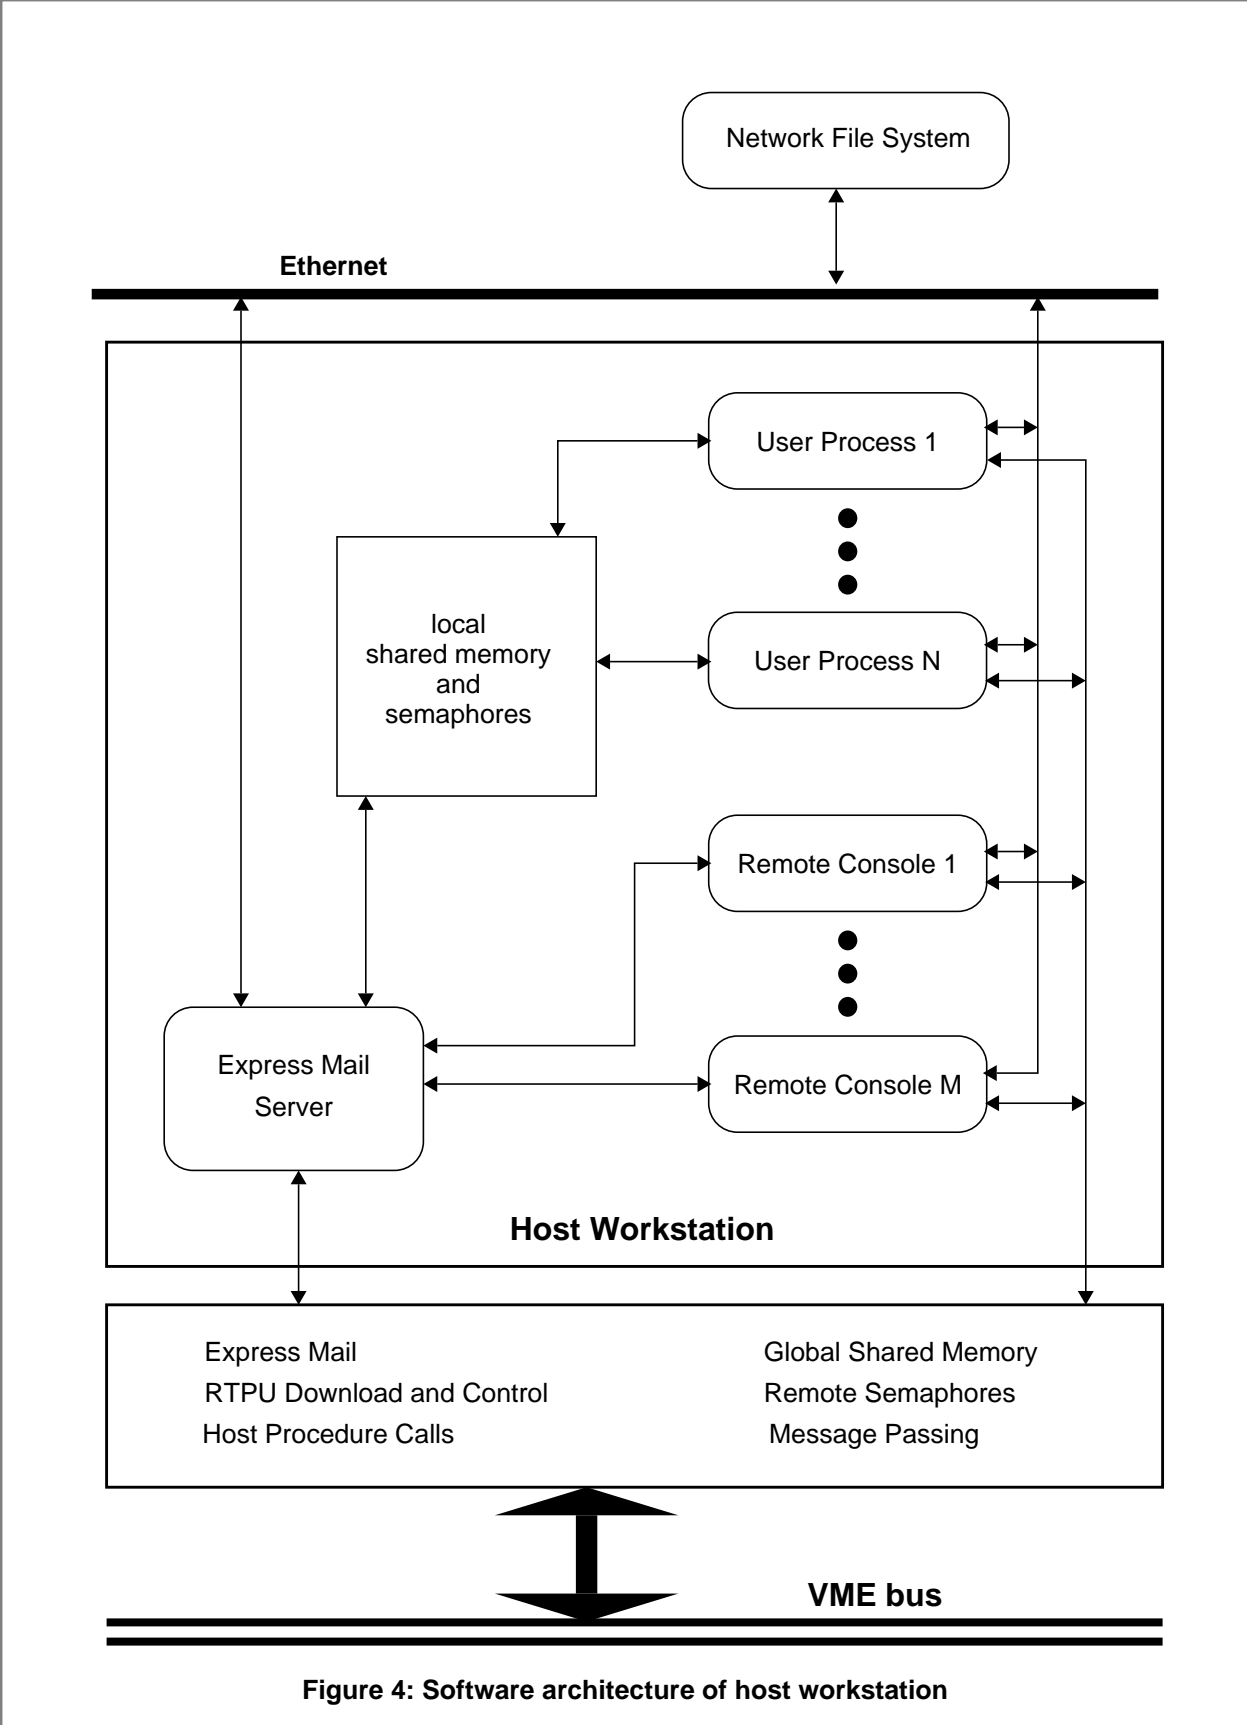 Network File System
Ethernet
User Process 1
local
shared memory
and
semaphores
User Process N
Remote Console 1
Express Mail
Server
Remote Console M
Host Workstation
Express Mail
RTPU Download and Control
Host Procedure Calls
Global Shared Memory
Remote Semaphores
Message Passing
VME bus
Figure 4: Software architecture of host workstation